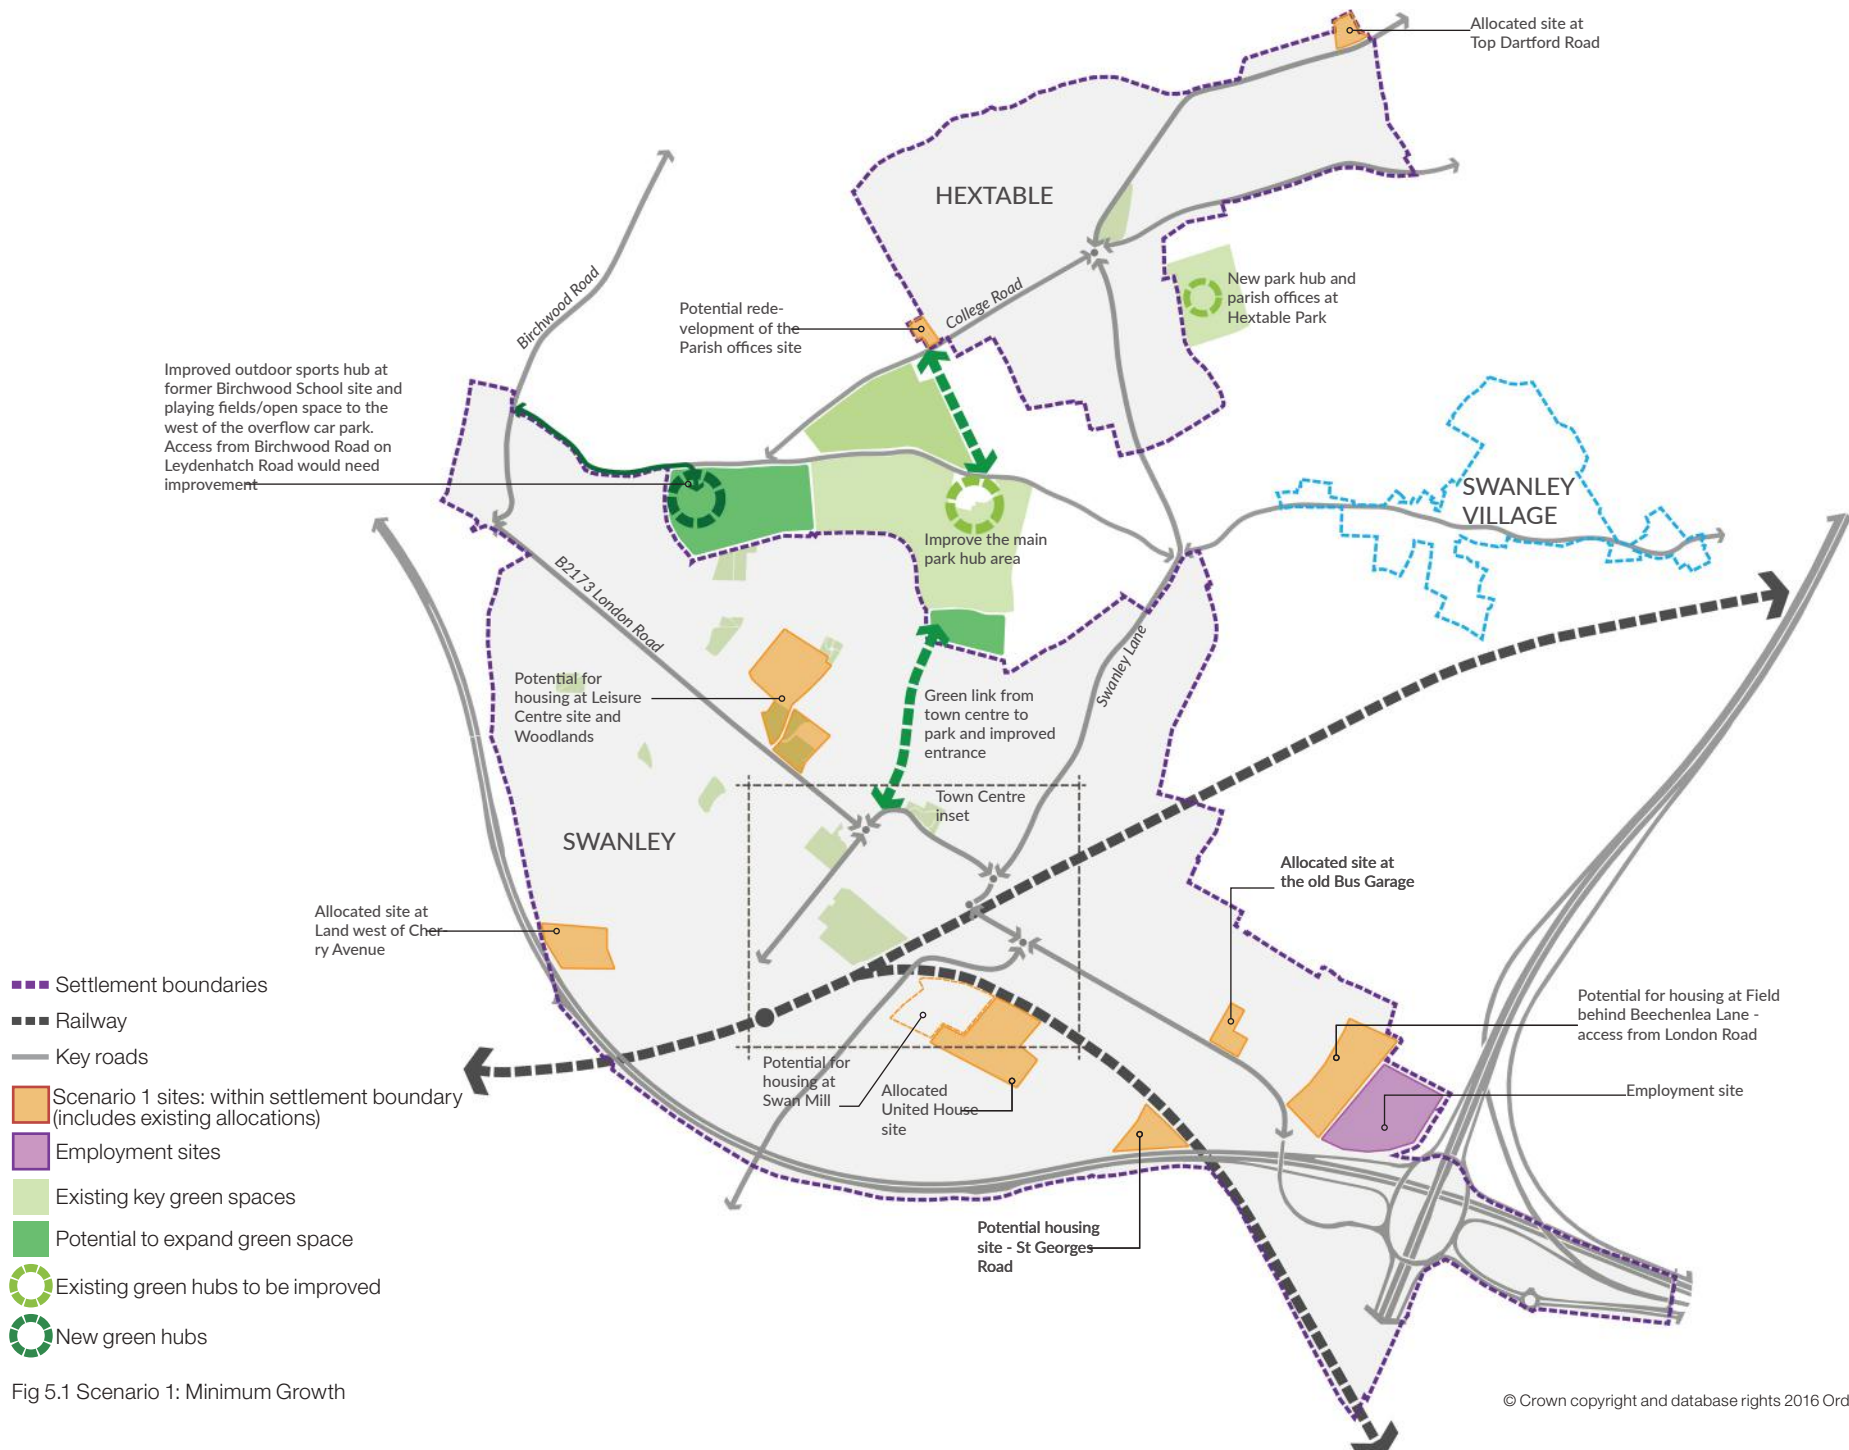 Allocated site at
Top Dartford Road
HEXTABLE
New park hub and
parish offices at
Hextable Park
College Road
Potential rede-
velopment of the
Parish offices site
Birchwood Road
Improved outdoor sports hub at
former Birchwood School site and
playing fields/open space to the
west of the overflow car park.
Access from Birchwood Road on
Leydenhatch Road would need
improvement
SWANLEY
VILLAGE
Improve the main
park hub area
B2173 London Road
Swanley Lane
Potential for
housing at Leisure
Centre site and
Woodlands
Green link from
town centre to
park and improved
entrance
Town Centre
inset
SWANLEY
Allocated site at
the old Bus Garage
Allocated site at
Land west of Cher-
ry Avenue
Potential for housing at Field
behind Beechenlea Lane -
access from London Road
Employment site
Potential for
housing at
Swan Mill
Allocated
United House
site
Potential housing
site - St Georges
Road
Settlement boundaries
Railway
Key roads
Scenario 1 sites: within settlement boundary
(includes existing allocations)
Employment sites
Existing key green spaces
Potential to expand green space
Existing green hubs to be improved
New green hubs
Fig 5.1 Scenario 1: Minimum Growth
© Crown copyright and database rights 2016 Ord